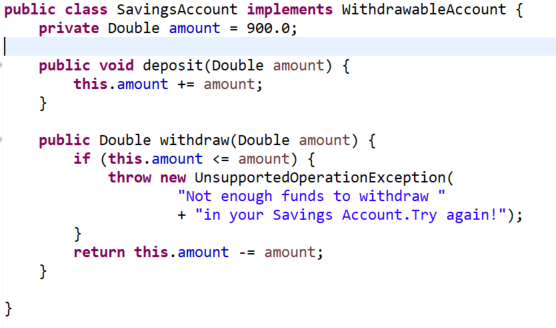 public class SavingsAccount implements WithdrawableAccount {
    private Double amount = 900.0;

    public void deposit(Double amount) {
        this.amount += amount;
    }

    public Double withdraw(Double amount) {
        if (this.amount <= amount) {
            throw new UnsupportedOperationException(
                    "Not enough funds to withdraw "
                    + "in your Savings Account.Try again!");
        }
        return this.amount -= amount;
    }

}